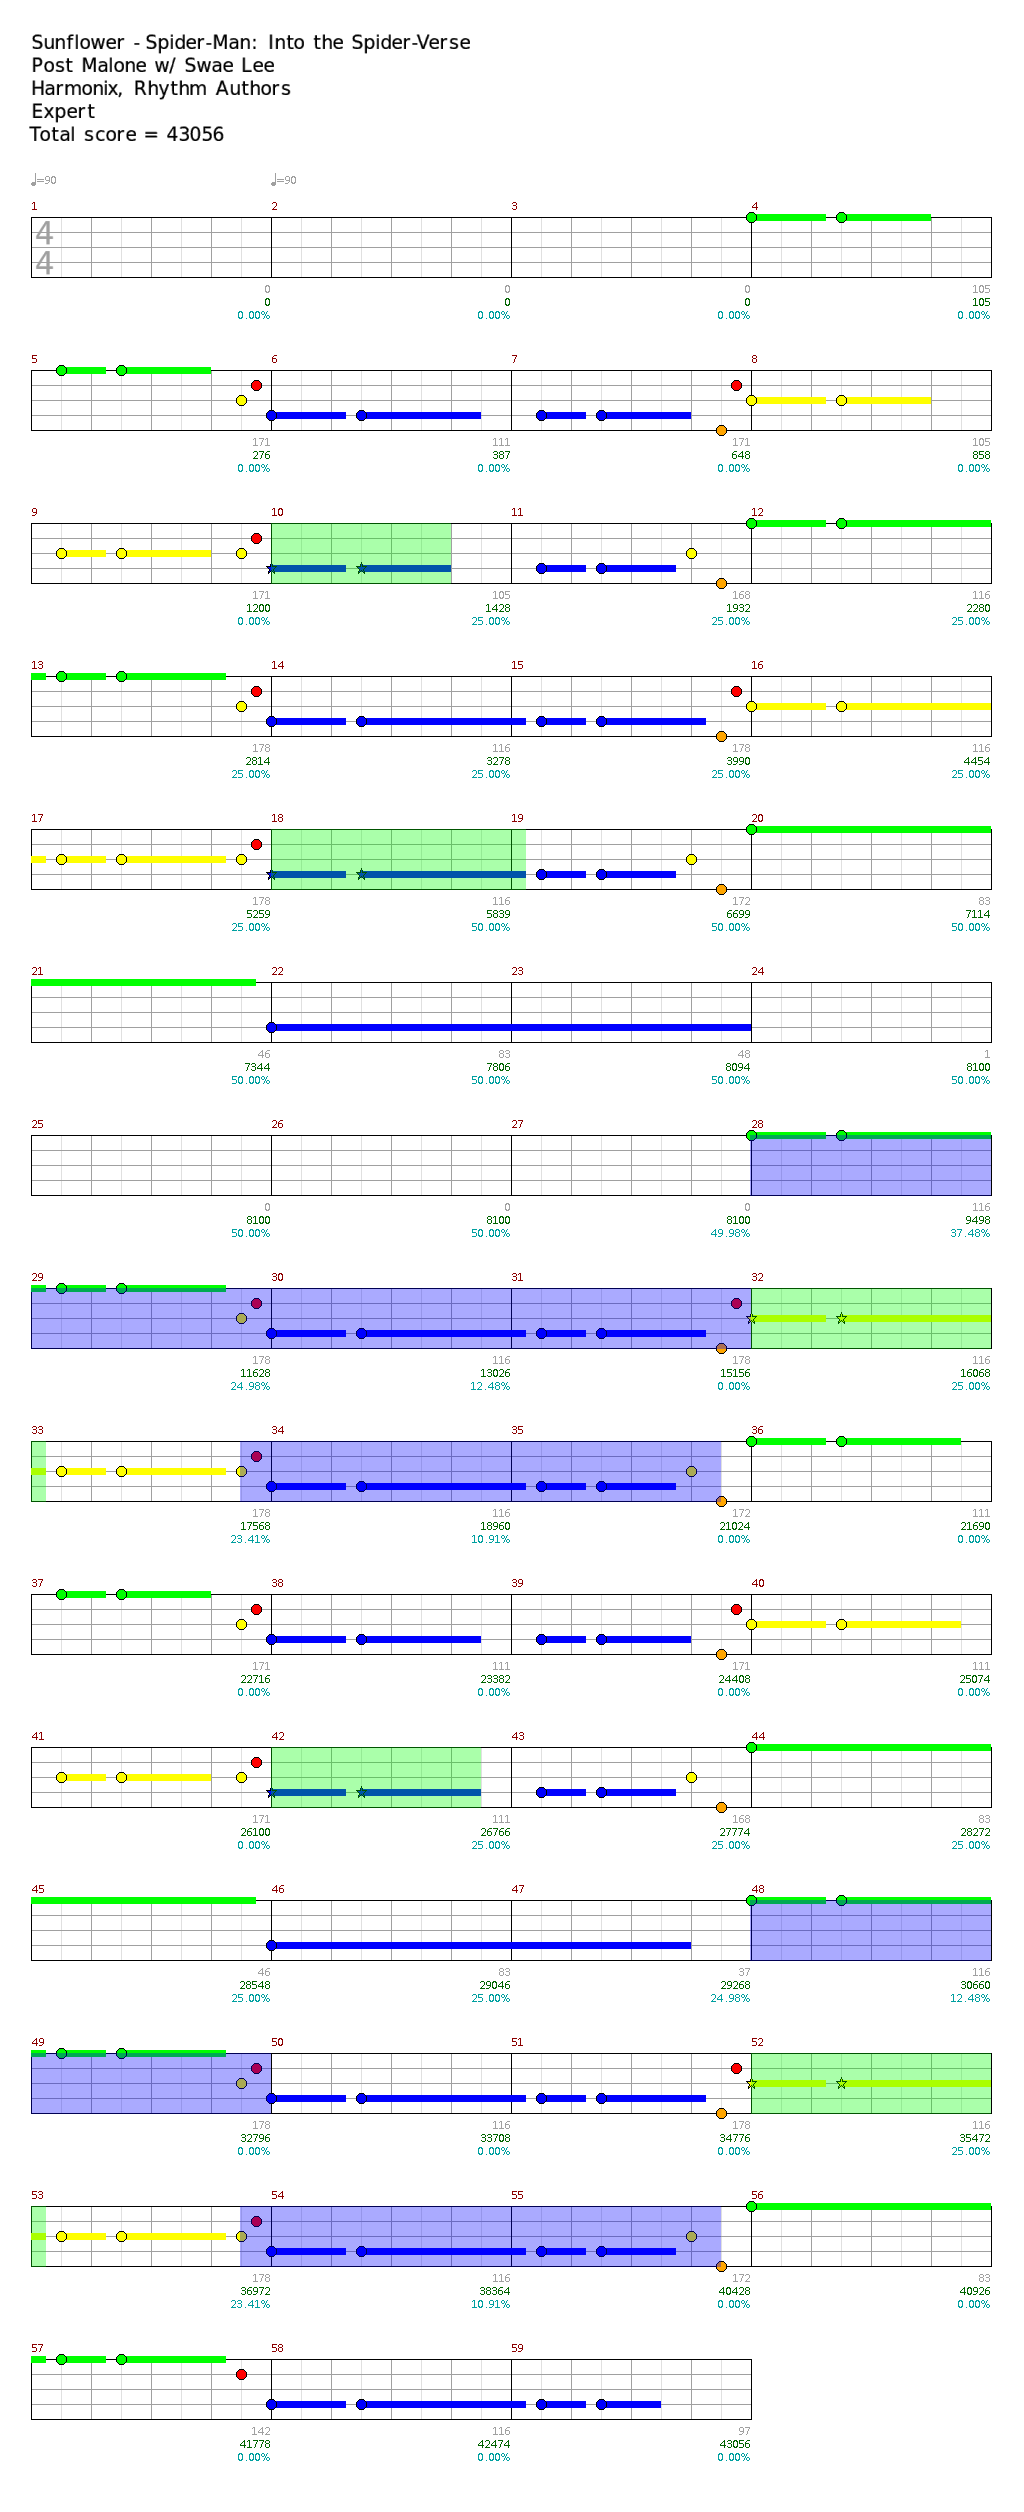 Sunflower - Spider-Man: Into the Spider-Verse
Post Malone w/ Swae Lee
Harmonix, Rhythm Authors
Expert
Total score = 43056
♩=90 ♩=90
1 2 3 4
4
4
0 0 0 105
0 0 0 105
0.00% 0.00% 0.00% 0.00%
5 6 7 8
171 111 171 105
276 387 648 858
0.00% 0.00% 0.00% 0.00%
9 10 11 12
171 105 168 116
1200 1428 1932 2280
0.00% 25.00% 25.00% 25.00%
13 14 15 16
178 116 178 116
2814 3278 3990 4454
25.00% 25.00% 25.00% 25.00%
17 18 19 20
178 116 172 83
5259 5839 6699 7114
25.00% 50.00% 50.00% 50.00%
21 22 23 24
46 83 48 1
7344 7806 8094 8100
50.00% 50.00% 50.00% 50.00%
25 26 27 28
0 0 0 116
8100 8100 8100 9498
50.00% 50.00% 49.98% 37.48%
29 30 31 32
178 116 178 116
11628 13026 15156 16068
24.98% 12.48% 0.00% 25.00%
33 34 35 36
178 116 172 111
17568 18960 21024 21690
23.41% 10.91% 0.00% 0.00%
37 38 39 40
171 111 171 111
22716 23382 24408 25074
0.00% 0.00% 0.00% 0.00%
41 42 43 44
171 111 168 83
26100 26766 27774 28272
0.00% 25.00% 25.00% 25.00%
45 46 47 48
46 83 37 116
28548 29046 29268 30660
25.00% 25.00% 24.98% 12.48%
49 50 51 52
178 116 178 116
32796 33708 34776 35472
0.00% 0.00% 0.00% 25.00%
53 54 55 56
178 116 172 83
36972 38364 40428 40926
23.41% 10.91% 0.00% 0.00%
57 58 59
142 116 97
41778 42474 43056
0.00% 0.00% 0.00%